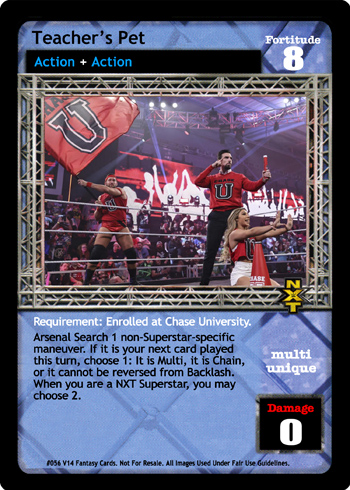 Teacher's Pet
Fortitude
8
Action + Action
U
U
U
NXT
Requirement: Enrolled at Chase University.
Arsenal Search 1 non-Superstar-specific
maneuver. If it is your next card played
this turn, choose 1: It is Multi, it is Chain,
or it cannot be reversed from Backlash.
When you are a NXT Superstar, you may
choose 2.
multi
unique
Damage
0
#056 V14 Fantasy Cards. Not For Resale. All Images Used Under Fair Use Guidelines.